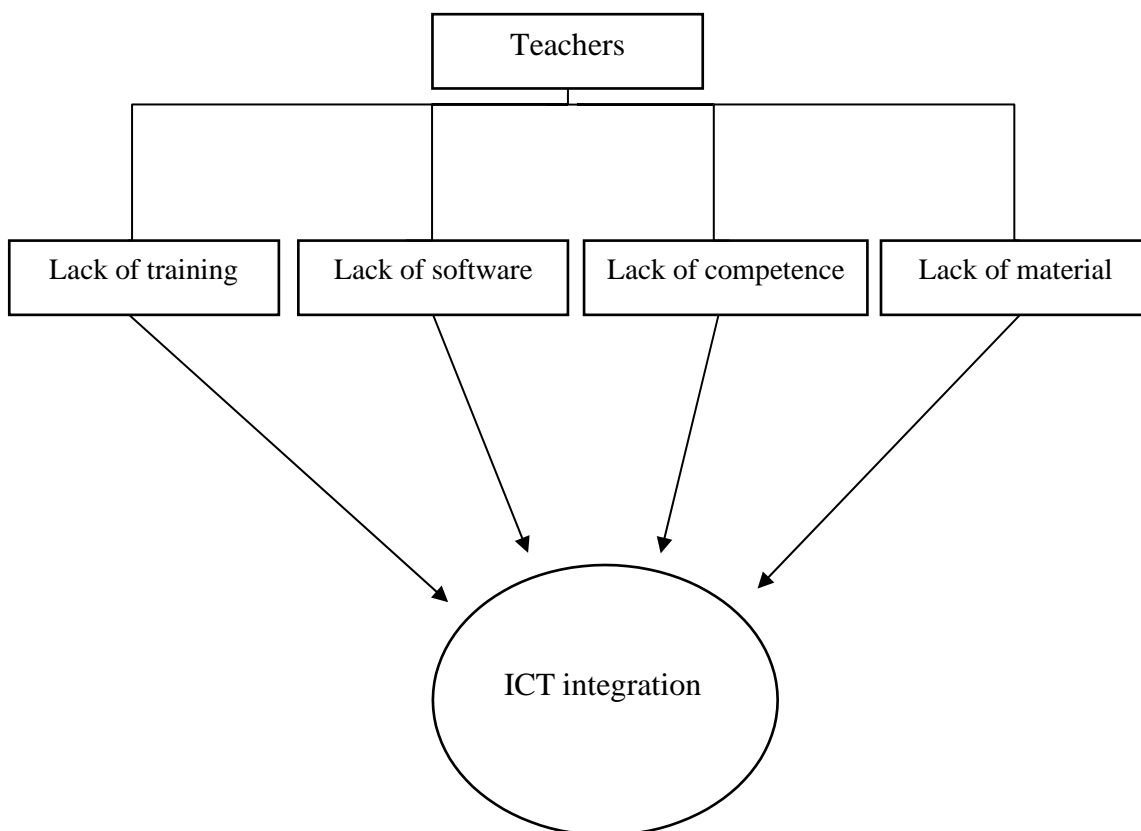 Teachers
Lack of training
Lack of software
Lack of competence
Lack of material
ICT integration